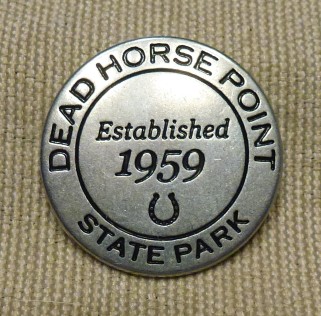 DEAD HORSE POINT
Established
1959
STATE PARK